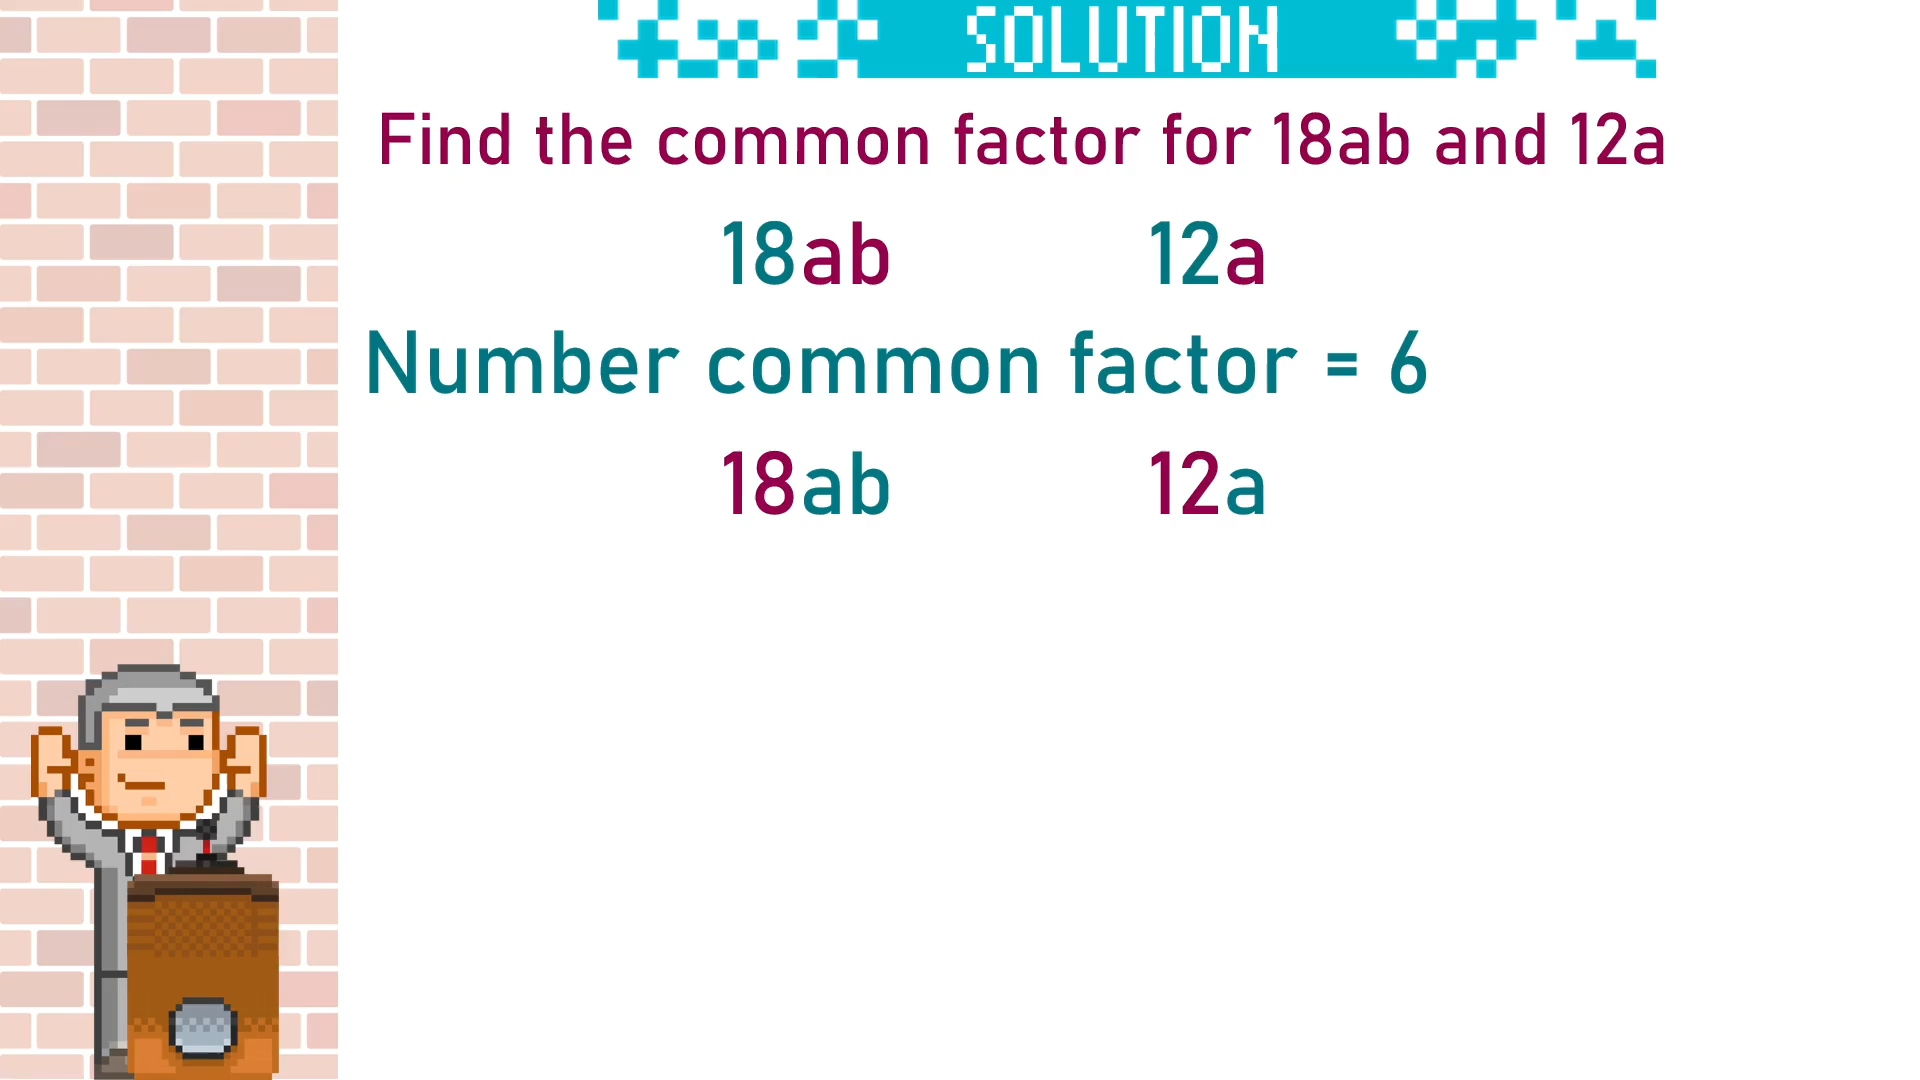 SOLUTION
Find the common factor for 18ab and 12a
18ab 12a
Number common factor = 6
18ab 12a